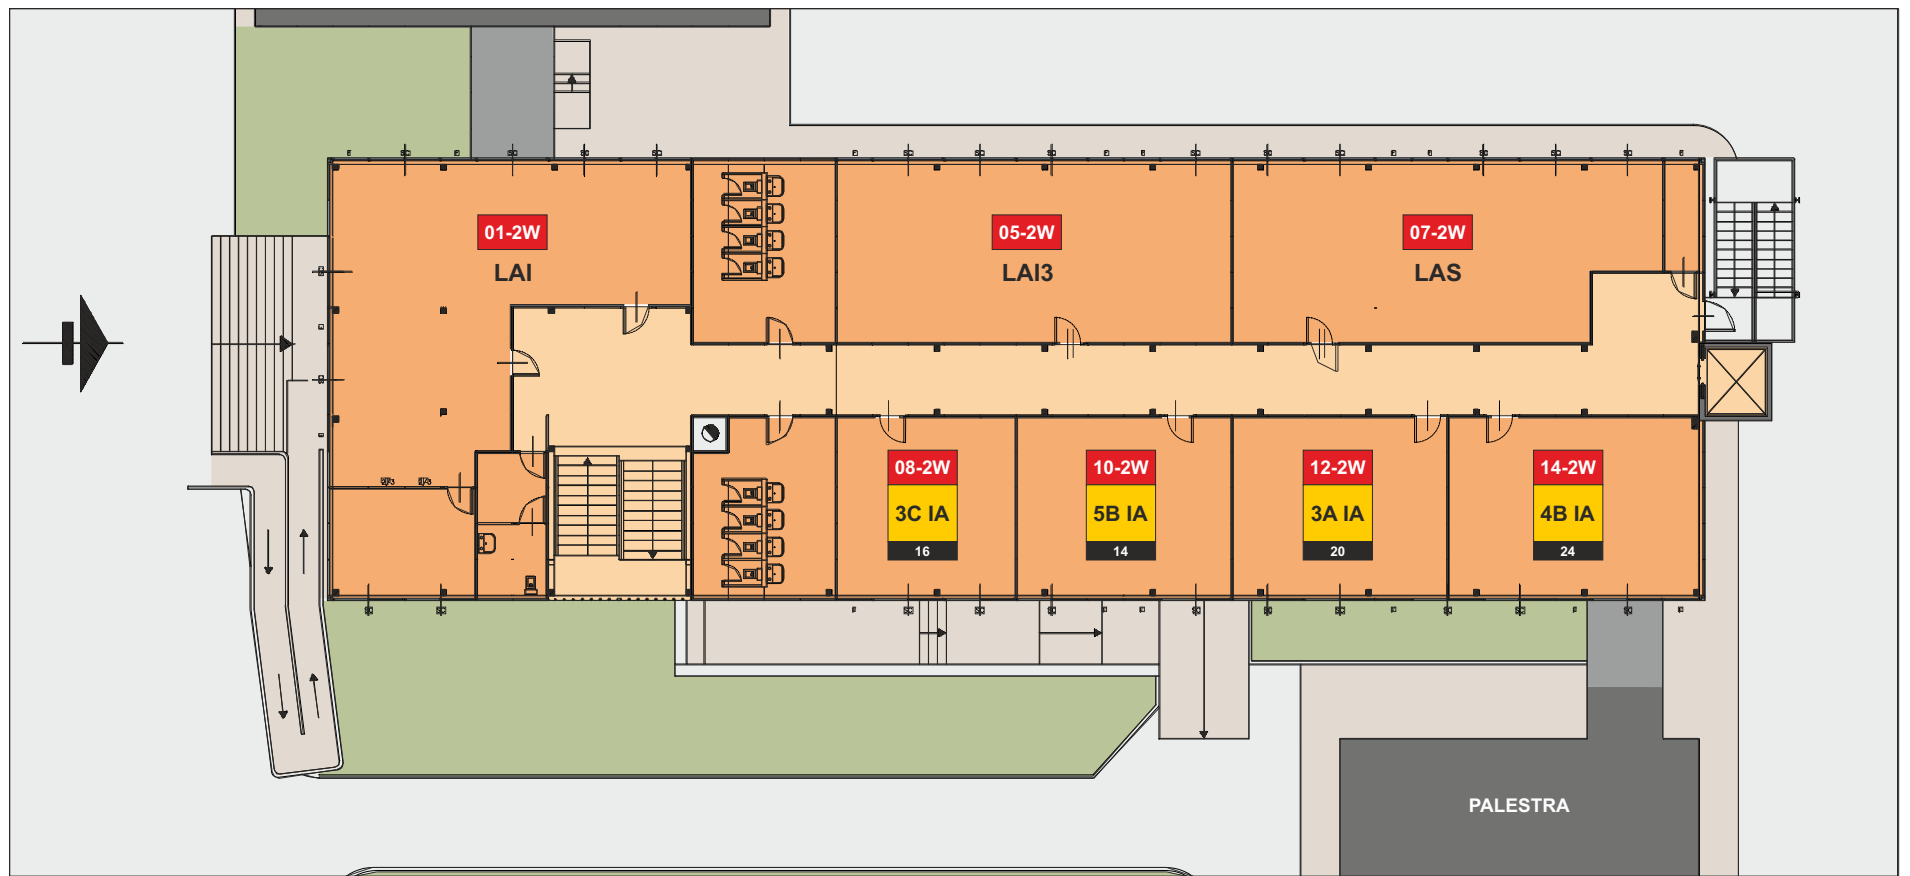 01-2W
LAI
05-2W
LAI3
07-2W
LAS
08-2W
3C IA
16
10-2W
5B IA
14
12-2W
3A IA
20
14-2W
4B IA
24
PALESTRA